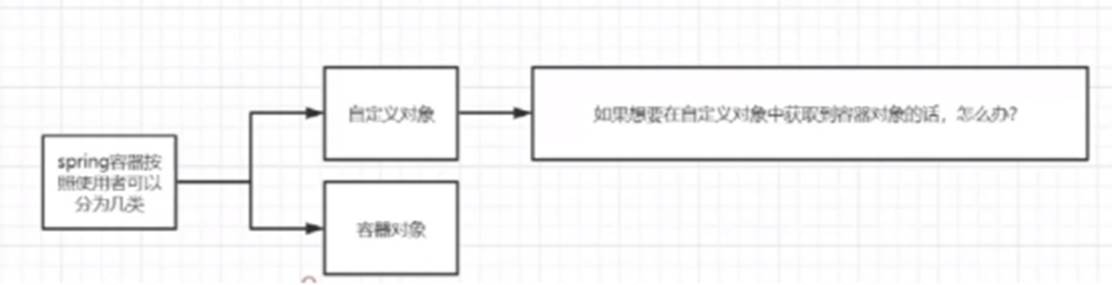 spring容器按
照使用者可以
分为几类
自定义对象
如果想要在自定义对象中获取到容器对象的话，怎么办？
容器对象